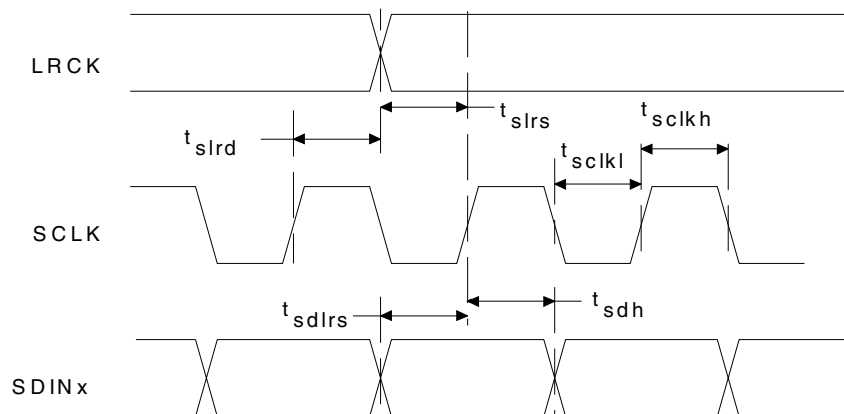 LRCK
t slrd
t slrs
t sclkh
t sclkl
SCLK
t sdlrs
t sdh
SDINx